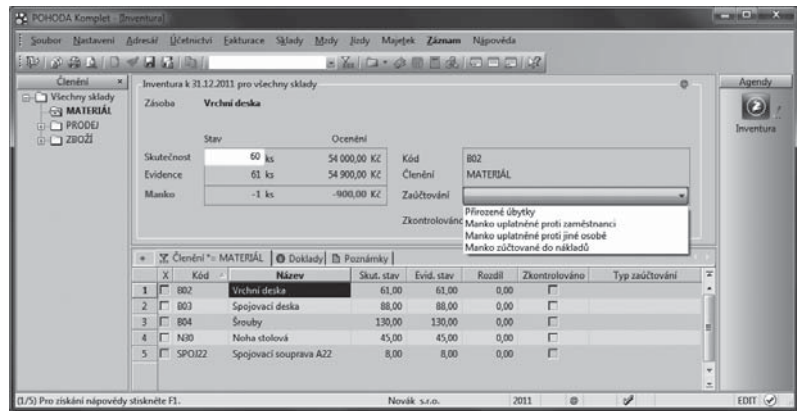 POHODA Komplet - [Inventura]
Soubor Nastavení Adresář Účetnictví Fakturace Sklady Mzdy Jízdy Majetek Záznam Nápověda
Členění ×
Všechny sklady
MATERIÁL
PRODEJ
ZBOŽÍ
Inventura k 31.12.2011 pro všechny sklady
Zásoba Vrchní deska
Stav Ocenění
Skutečnost 60 ks 54 000,00 Kč Kód B02
Evidence 61 ks 54 900,00 Kč Členění MATERIÁL
Manko -1 ks -900,00 Kč Zaúčtování
Zkontrolováno
Přirozené úbytky
Manko uplatněné proti zaměstnanci
Manko uplatněné proti jiné osobě
Manko zúčtované do nákladů
Agendy
Inventura
Členění *= MATERIÁL Doklady Poznámky
X Kód Název Skut. stav Evid. stav Rozdíl Zkontrolováno Typ zaúčtování
1 B02 Vrchní deska 61,00 61,00 0,00
2 B03 Spojovací deska 88,00 88,00 0,00
3 B04 Šrouby 130,00 130,00 0,00
4 N30 Noha stolová 45,00 45,00 0,00
5 SPOJ22 Spojovací souprava A22 8,00 8,00 0,00
(1/5) Pro získání nápovědy stiskněte F1. Novák s.r.o. 2011 @ EDIT